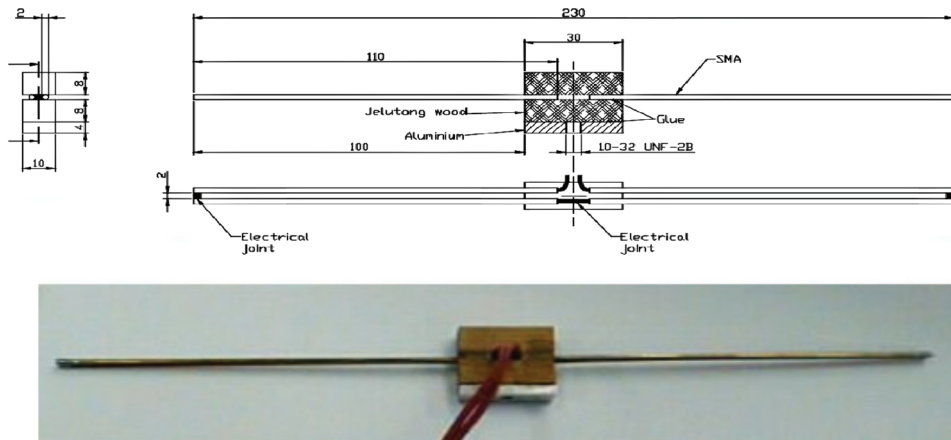 2
230
30
110
SMA
8
8
4
Jelutong wood
Glue
Aluminium
10
100
10-32 UNF-2B
2
Electrical
joint
Electrical
joint